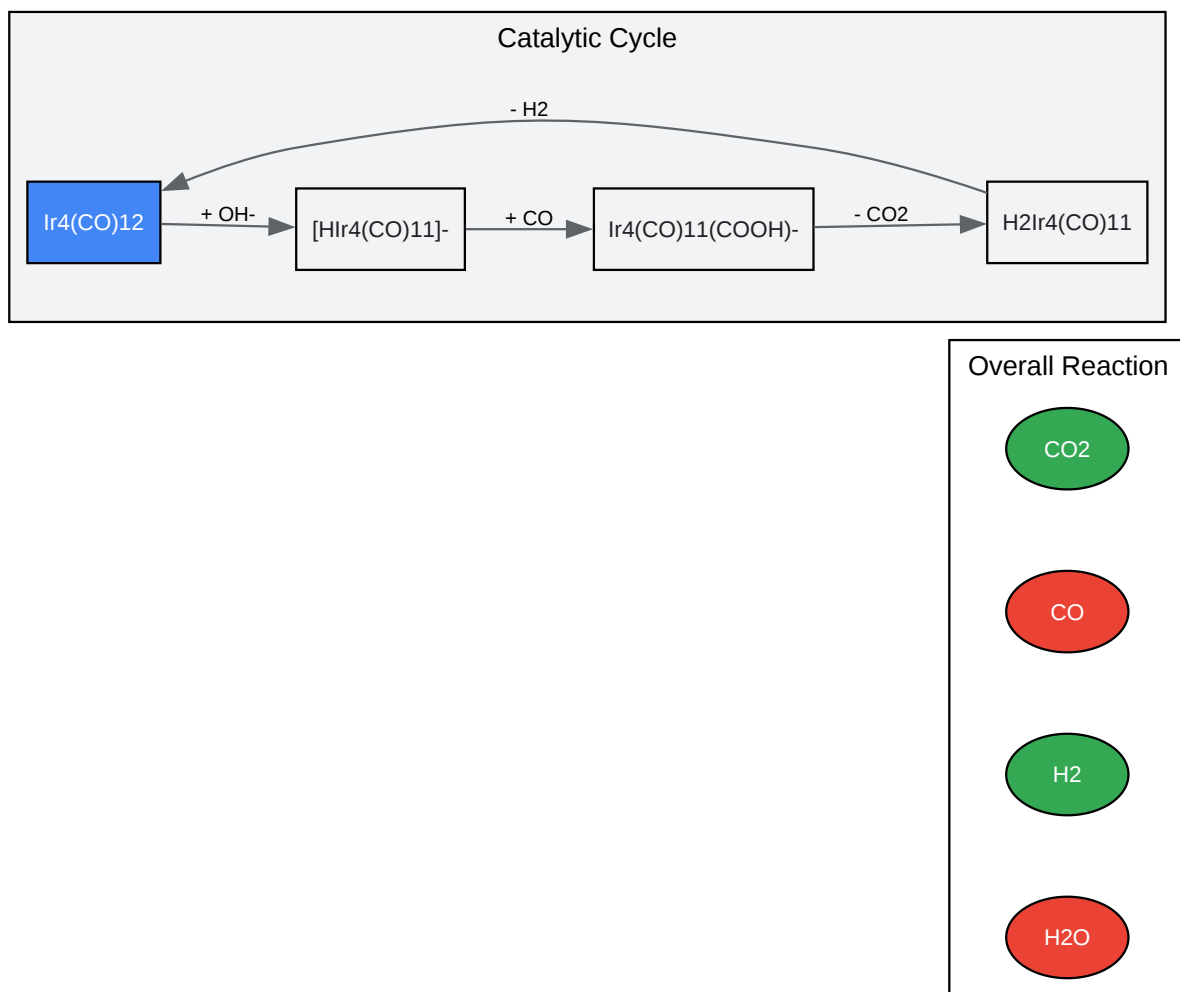 Catalytic Cycle
- H2
Ir4(CO)12
+ OH-
[HIr4(CO)11]-
+ CO
Ir4(CO)11(COOH)-
- CO2
H2Ir4(CO)11
Overall Reaction
CO2
CO
H2
H2O